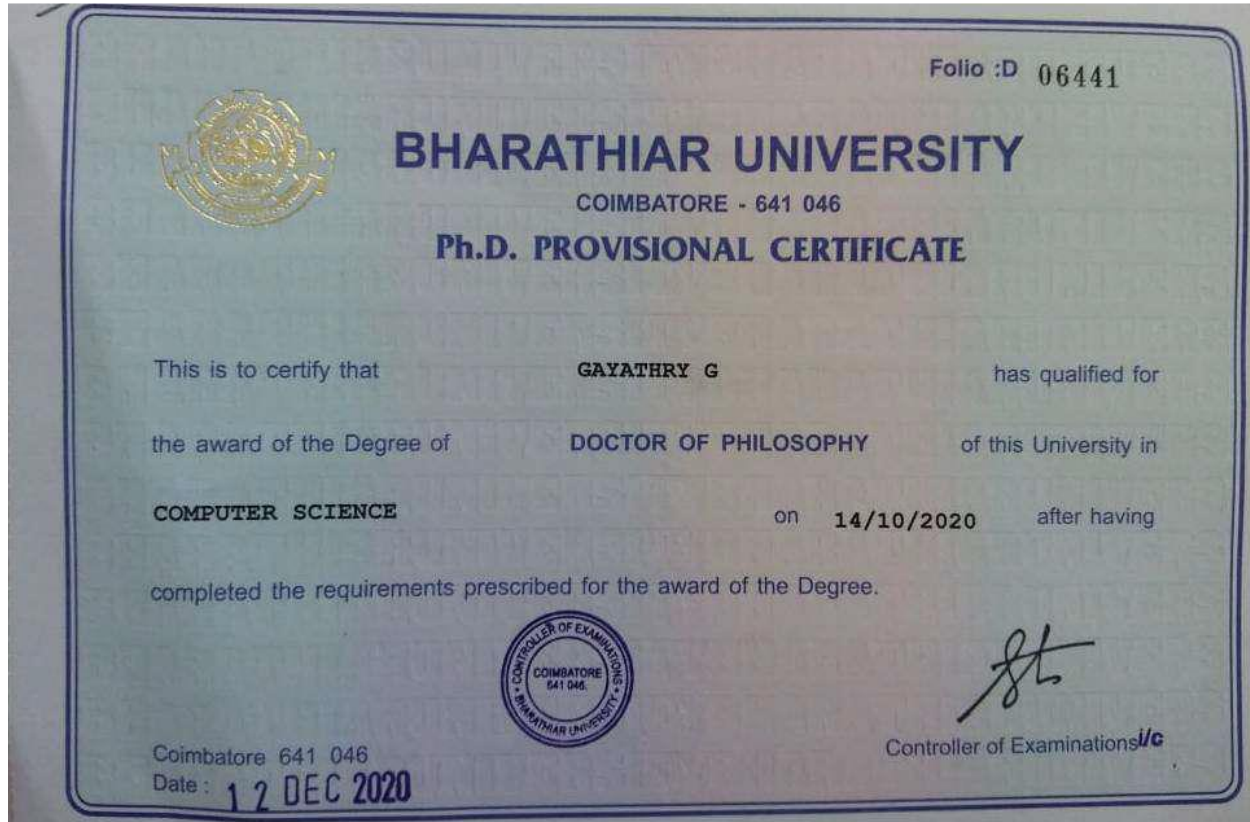 Folio :D 06441
BHARATHIAR UNIVERSITY
COIMBATORE - 641 046
Ph.D. PROVISIONAL CERTIFICATE
This is to certify that GAYATHRY G has qualified for
the award of the Degree of DOCTOR OF PHILOSOPHY of this University in
COMPUTER SCIENCE on 14/10/2020 after having
completed the requirements prescribed for the award of the Degree.
CONTROLLER OF EXAMINATIONS
COIMBATORE
641 046.
BHARATHIAR UNIVERSITY
Controller of Examinations i/c
Coimbatore 641 046
Date : 12 DEC 2020